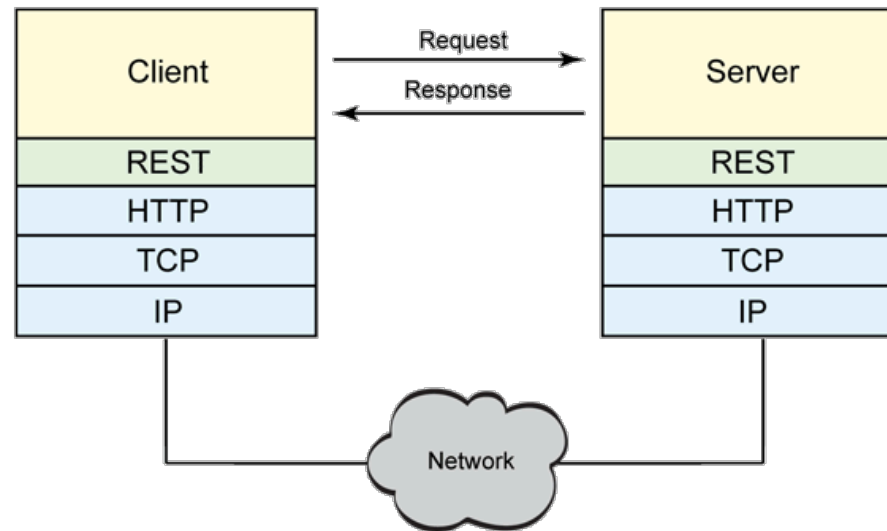 Client
Request
Response
Server
REST
HTTP
TCP
IP
REST
HTTP
TCP
IP
Network